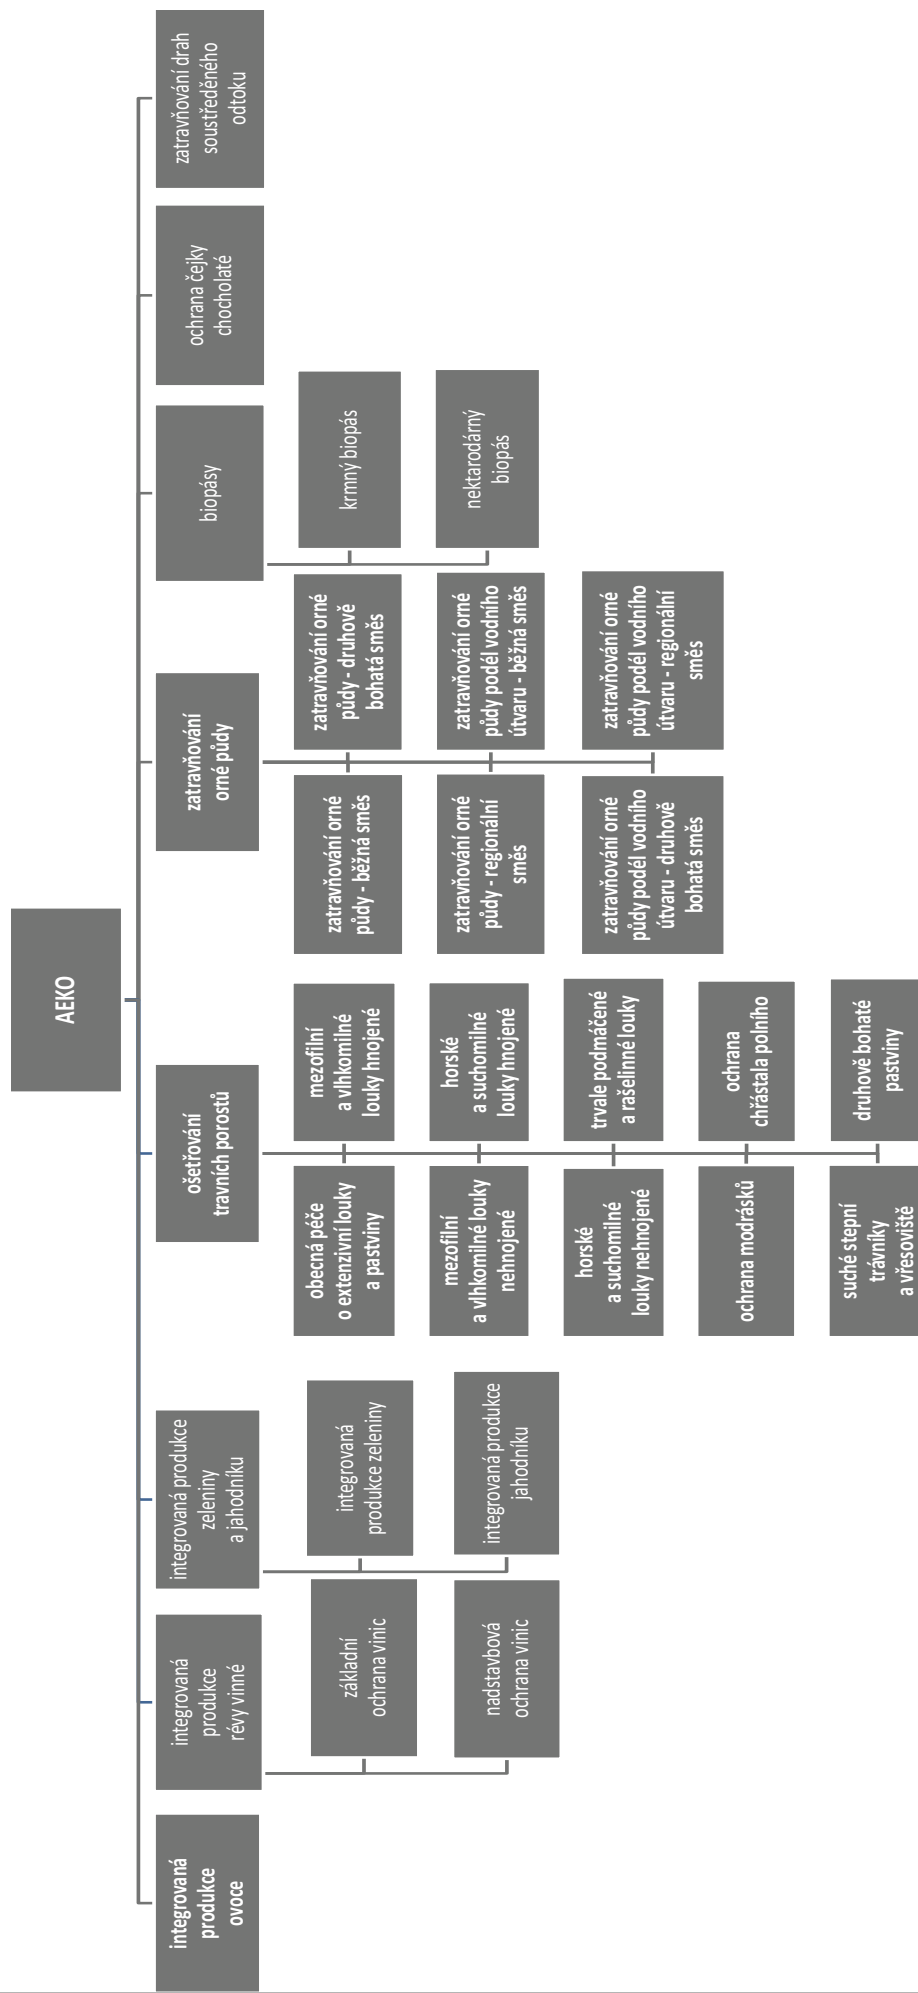 AEKO
integrovaná
produkce
ovoce
integrovaná
produkce
révy vinné
základní
ochrana vinic
nadstavbová
ochrana vinic
integrovaná produkce
zeleniny
a jahodníku
integrovaná
produkce zeleniny
integrovaná produkce
jahodníku
ošetřování
travních porostů
obecná péče
o extenzivní louky
a pastviny
mezofilní
a vlhkomilné
louky hnojené
mezofilní
a vlhkomilné louky
nehnojené
horské
a suchomilné
louky hnojené
horské
a suchomilné
louky nehnojené
trvale podmáčené
a rašelinné louky
ochrana modrásků
ochrana
chřástala polního
suché stepní
trávníky
a vřesoviště
druhově bohaté
pastviny
zatravňování
orné půdy
zatravňování orné
půdy - běžná směs
zatravňování orné
půdy - druhově
bohatá směs
zatravňování orné
půdy - regionální
směs
zatravňování orné
půdy podél vodního
útvaru - běžná směs
zatravňování orné
půdy podél vodního
útvaru - druhově
bohatá směs
zatravňování orné
půdy podél vodního
útvaru - regionální
směs
biopásy
krmný biopás
nektarodárný
biopás
ochrana čejky
chocholaté
zatravňování drah
soustředěného
odtoku